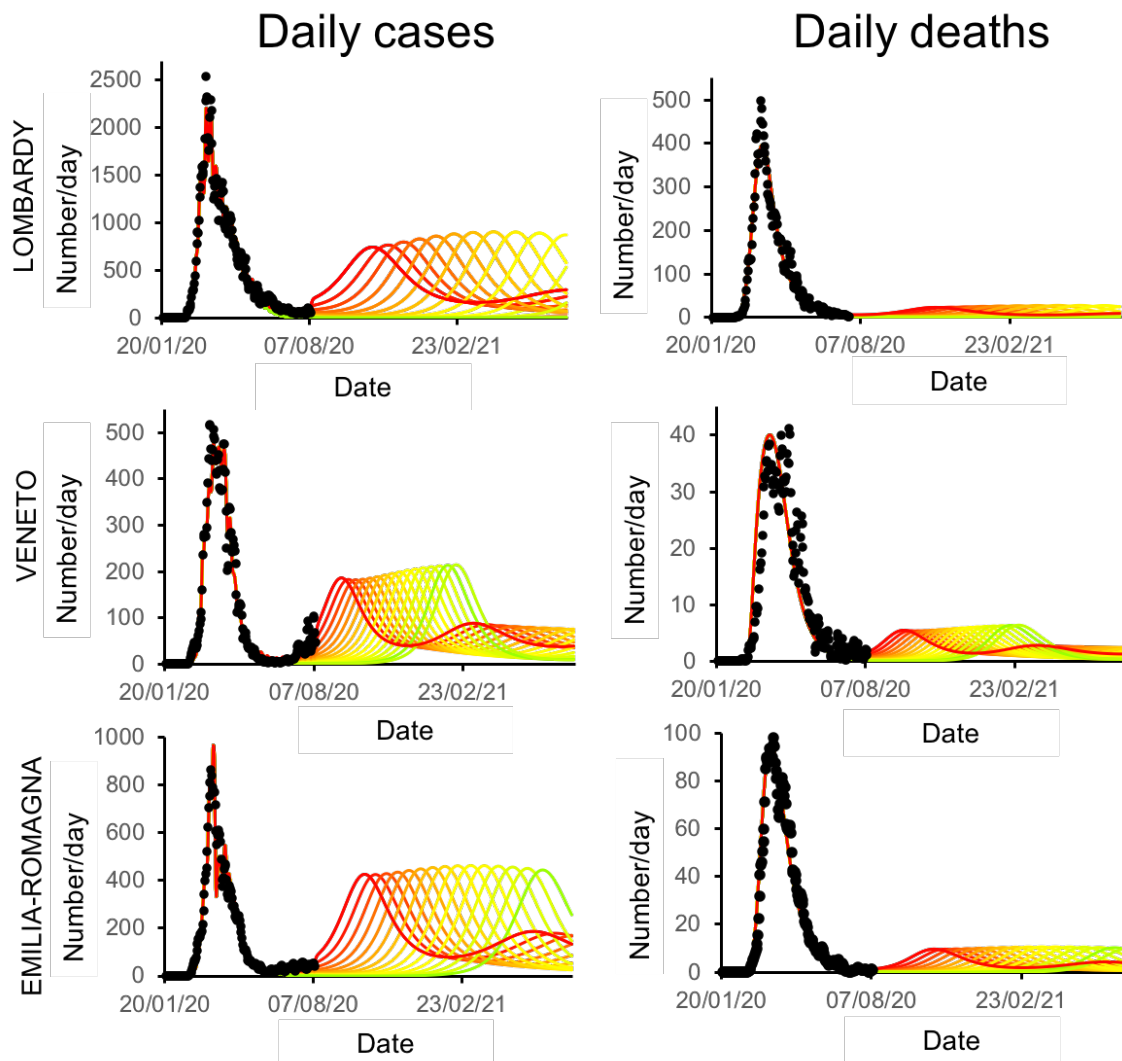 Daily cases
Daily deaths
LOMBARDY
Number/day
2500
2000
1500
1000
500
0
20/01/20 07/08/20 23/02/21
Date
Number/day
500
400
300
200
100
0
20/01/20 07/08/20 23/02/21
Date
VENETO
Number/day
500
400
300
200
100
0
20/01/20 07/08/20 23/02/21
Date
Number/day
40
30
20
10
0
20/01/20 07/08/20 23/02/21
Date
EMILIA-ROMAGNA
Number/day
1000
800
600
400
200
0
20/01/20 07/08/20 23/02/21
Date
Number/day
100
80
60
40
20
0
20/01/20 07/08/20 23/02/21
Date